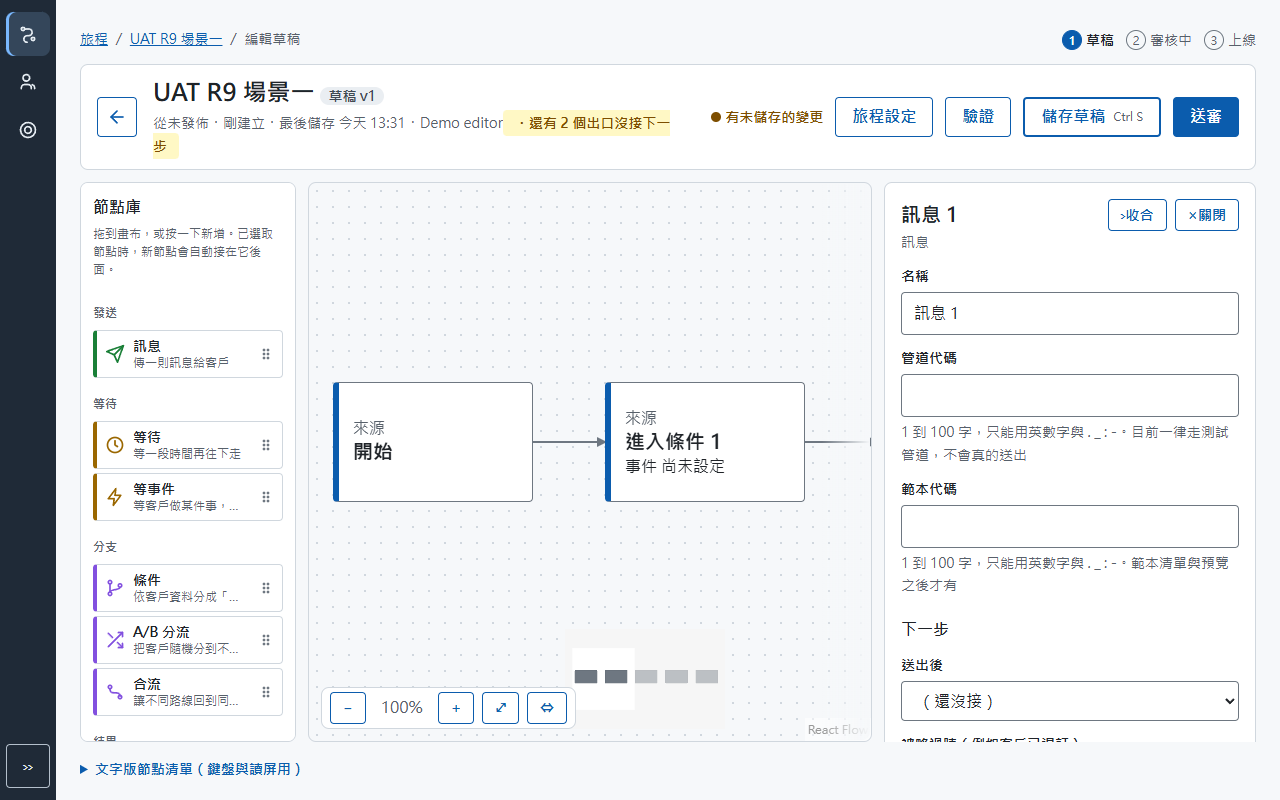 旅程 / UAT R9 場景一 / 編輯草稿
1 草稿 2 審核中 3 上線
UAT R9 場景一 草稿 v1
從未發佈・剛建立・最後儲存 今天 13:31・Demo editor ・還有 2 個出口沒接下一
步
有未儲存的變更
旅程設定
驗證
儲存草稿 Ctrl S
送審
節點庫
拖到畫布，或按一下新增。已選取
節點時，新節點會自動接在它後
面。
發送
訊息
傳一則訊息給客戶
等待
等待
等一段時間再往下走
等事件
等客戶做某件事，...
分支
條件
依客戶資料分成「...
A/B 分流
把客戶隨機分到不...
合流
讓不同路線回到同...
來源
開始
來源
進入條件 1
事件 尚未設定
− 100% +
React Flow
訊息 1
›收合
×關閉
訊息
名稱
訊息 1
管道代碼
1 到 100 字，只能用英數字與 . _ : -。目前一律走測試
管道，不會真的送出
範本代碼
1 到 100 字，只能用英數字與 . _ : -。範本清單與預覽
之後才有
下一步
送出後
（還沒接）
>>
▶ 文字版節點清單（鍵盤與讀屏用）